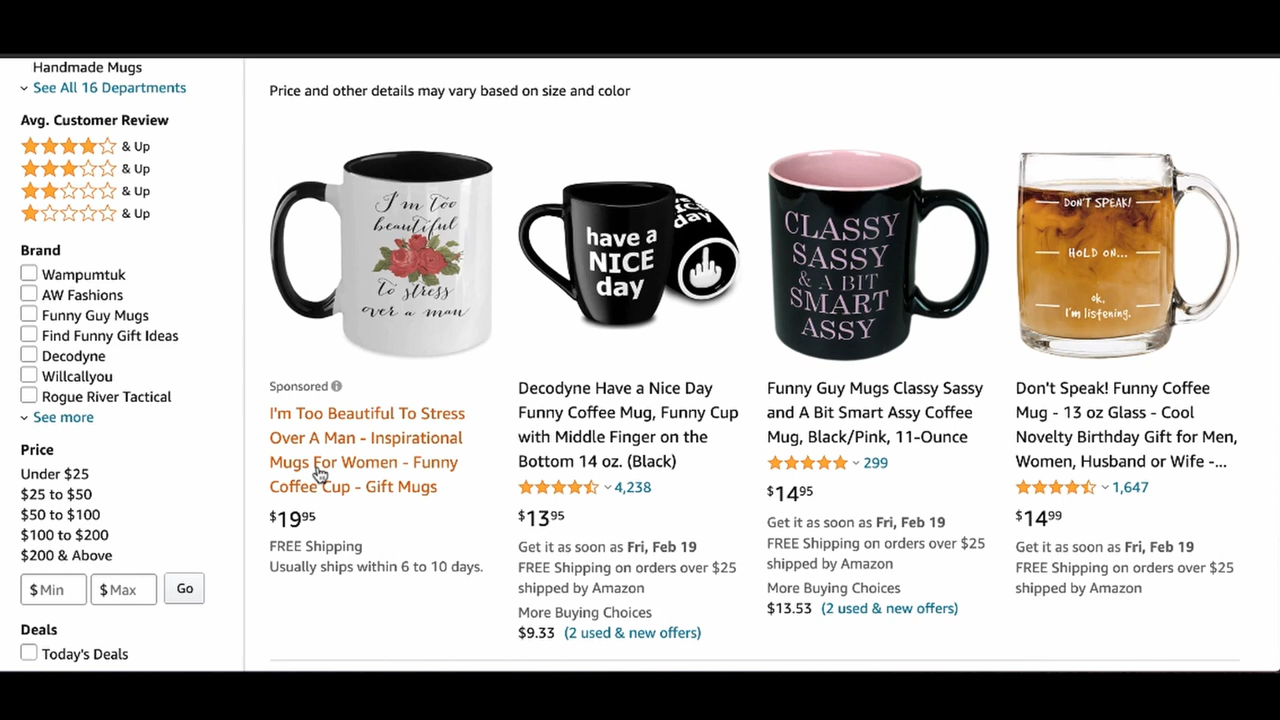 Handmade Mugs
See All 16 Departments
Avg. Customer Review
& Up
& Up
& Up
& Up
Brand
Wampumtuk
AW Fashions
Funny Guy Mugs
Find Funny Gift Ideas
Decodyne
Willcallyou
Rogue River Tactical
See more
Price
Under $25
$25 to $50
$50 to $100
$100 to $200
$200 & Above
$ Min $ Max Go
Deals
Today's Deals
Price and other details may vary based on size and color
I'm too
beautiful
to stress
over a man
Sponsored
I'm Too Beautiful To Stress
Over A Man - Inspirational
Mugs For Women - Funny
Coffee Cup - Gift Mugs
$19.95
FREE Shipping
Usually ships within 6 to 10 days.
have a
NICE
day
day
Decodyne Have a Nice Day
Funny Coffee Mug, Funny Cup
with Middle Finger on the
Bottom 14 oz. (Black)
4,238
$13.95
Get it as soon as Fri, Feb 19
FREE Shipping on orders over $25
shipped by Amazon
More Buying Choices
$9.33 (2 used & new offers)
CLASSY
SASSY
& A BIT
SMART
ASSY
Funny Guy Mugs Classy Sassy
and A Bit Smart Assy Coffee
Mug, Black/Pink, 11-Ounce
299
$14.95
Get it as soon as Fri, Feb 19
FREE Shipping on orders over $25
shipped by Amazon
More Buying Choices
$13.53 (2 used & new offers)
DON'T SPEAK!
HOLD ON...
ok,
I'm listening.
Don't Speak! Funny Coffee
Mug - 13 oz Glass - Cool
Novelty Birthday Gift for Men,
Women, Husband or Wife -...
1,647
$14.99
Get it as soon as Fri, Feb 19
FREE Shipping on orders over $25
shipped by Amazon